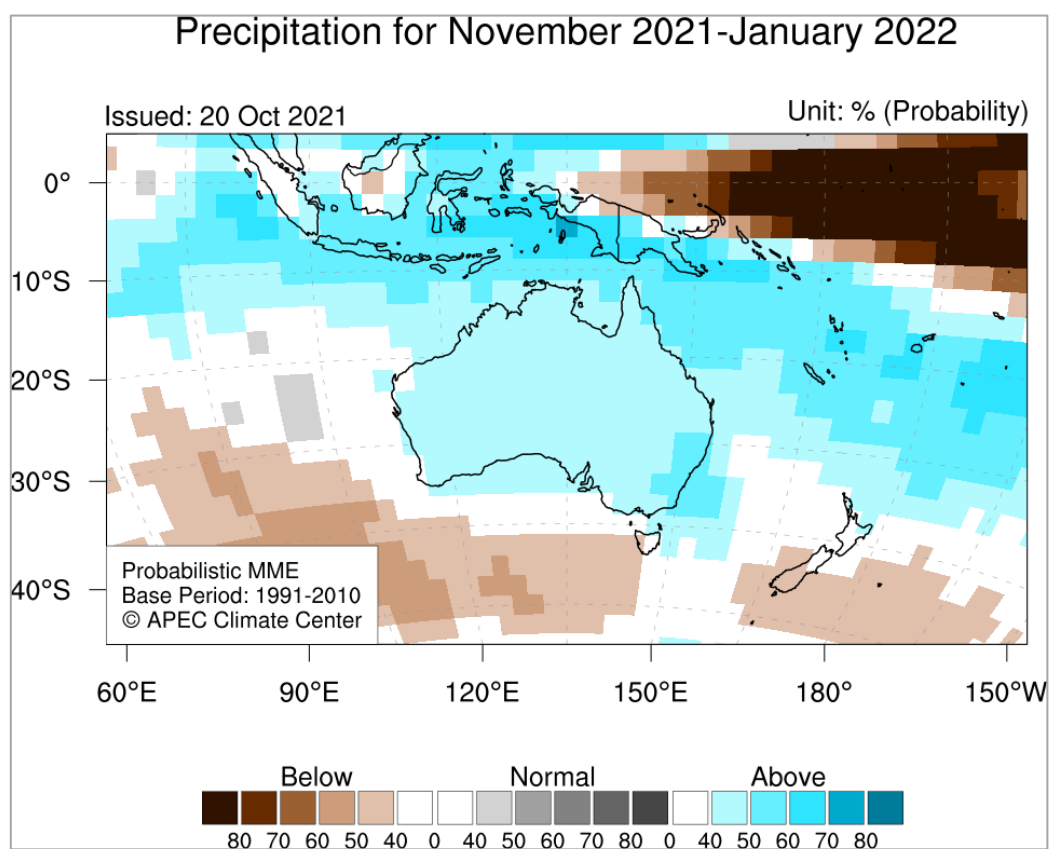 Precipitation for November 2021-January 2022
Issued: 20 Oct 2021
Unit: % (Probability)
0°
10°S
20°S
30°S
40°S
Probabilistic MME
Base Period: 1991-2010
© APEC Climate Center
60°E 90°E 120°E 150°E 180° 150°W
Below Normal Above
80 70 60 50 40 0 40 50 60 70 80 0 40 50 60 70 80